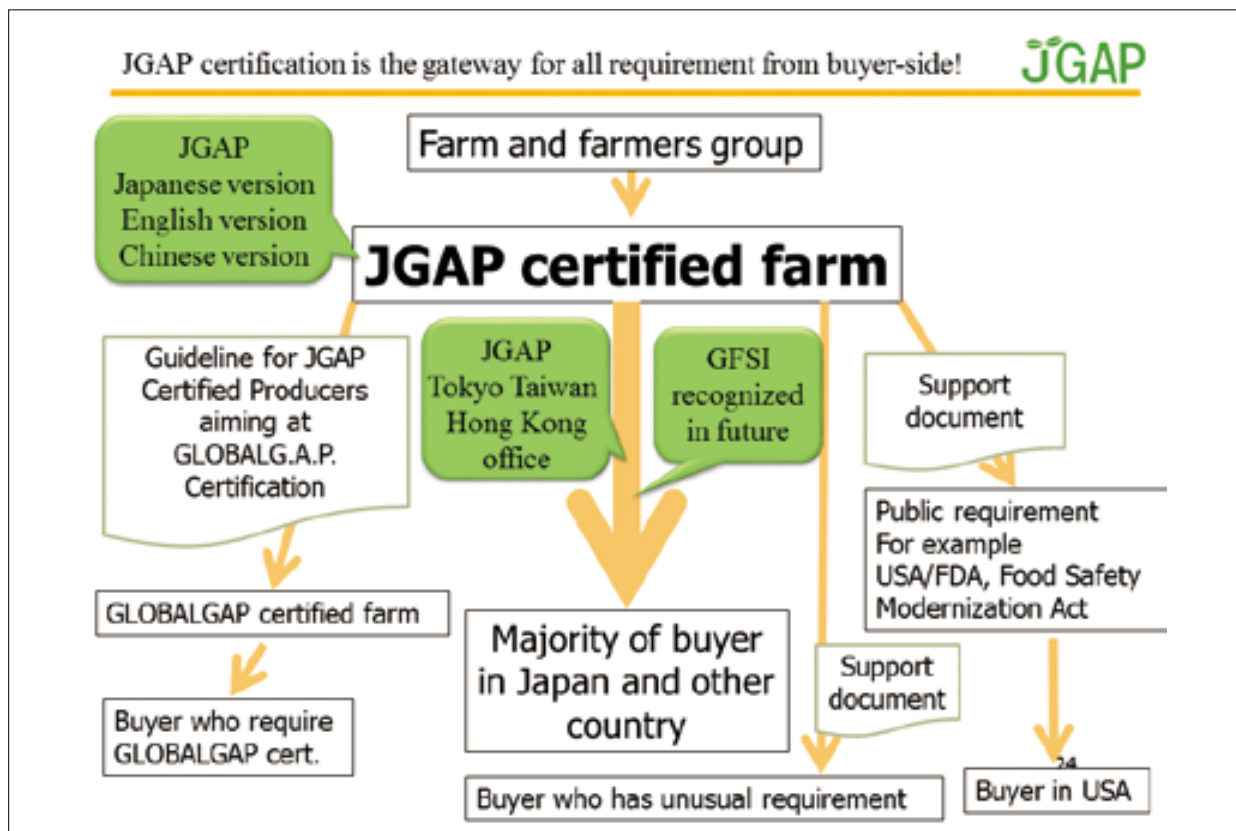 JGAP certification is the gateway for all requirement from buyer-side!
JGAP
Farm and farmers group
JGAP
Japanese version
English version
Chinese version
JGAP certified farm
Guideline for JGAP
Certified Producers
aiming at
GLOBALG.A.P.
Certification
JGAP
Tokyo Taiwan
Hong Kong
office
GFSI
recognized
in future
Support
document
Public requirement
For example
USA/FDA, Food Safety
Modernization Act
GLOBALGAP certified farm
Majority of buyer
in Japan and other
country
Support
document
Buyer who require
GLOBALGAP cert.
Buyer who has unusual requirement
24
Buyer in USA